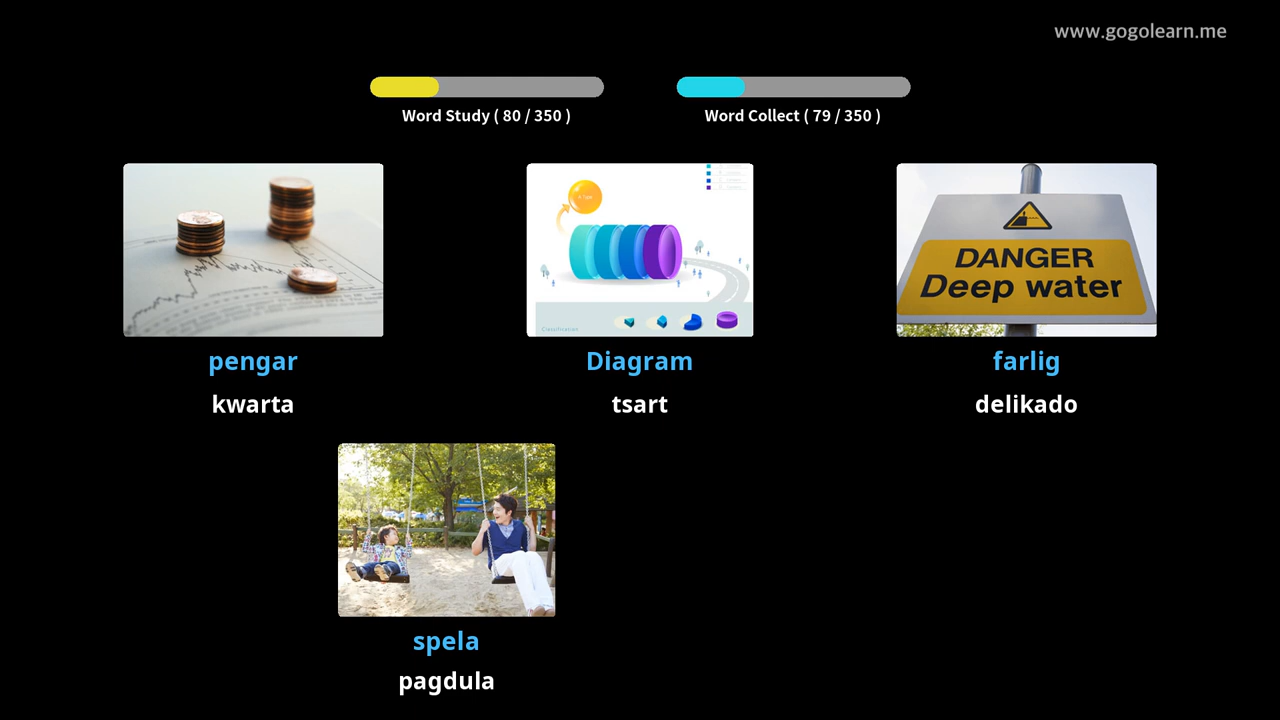 www.gogolearn.me
Word Study ( 80 / 350 )
Word Collect ( 79 / 350 )
DANGER
Deep water
Classification
pengar
Diagram
farlig
kwarta
tsart
delikado
spela
pagdula